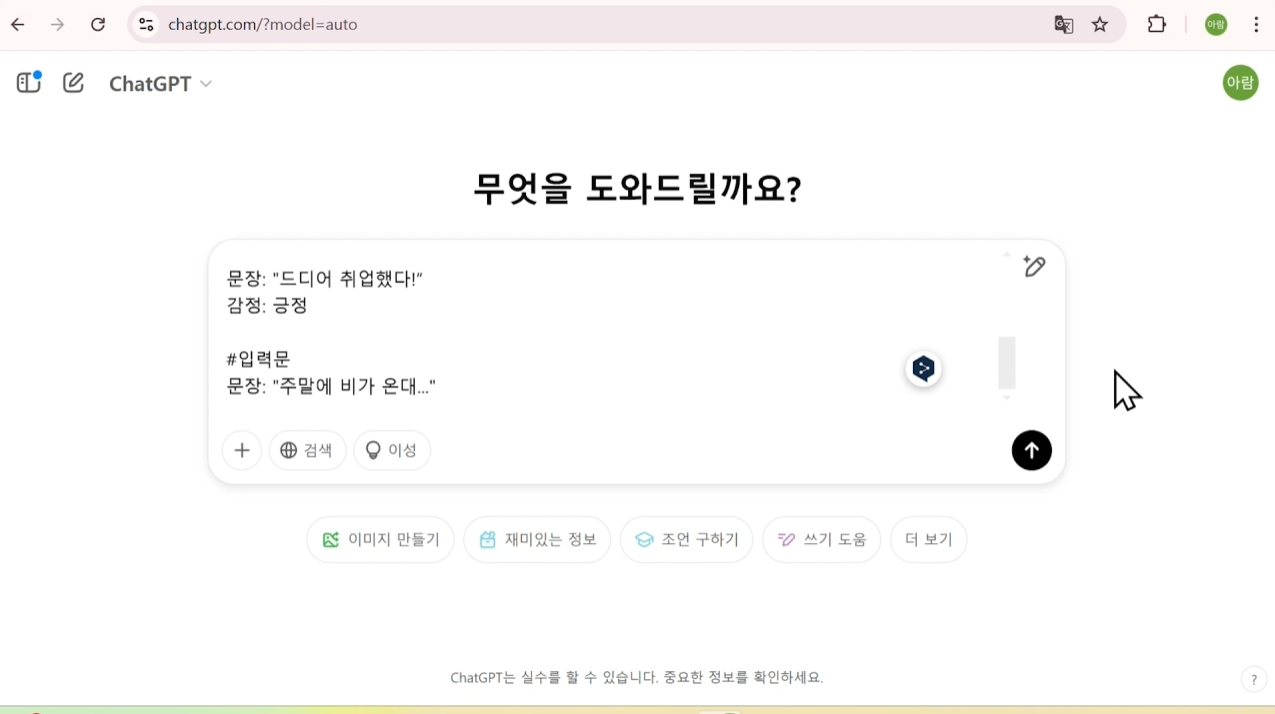 chatgpt.com/?model=auto
아람
ChatGPT
아람
무엇을 도와드릴까요?
문장: "드디어 취업했다!“
감정: 긍정
#입력문
문장: "주말에 비가 온대..."
검색
이성
이미지 만들기
재미있는 정보
조언 구하기
쓰기 도움
더 보기
ChatGPT는 실수를 할 수 있습니다. 중요한 정보를 확인하세요.
?